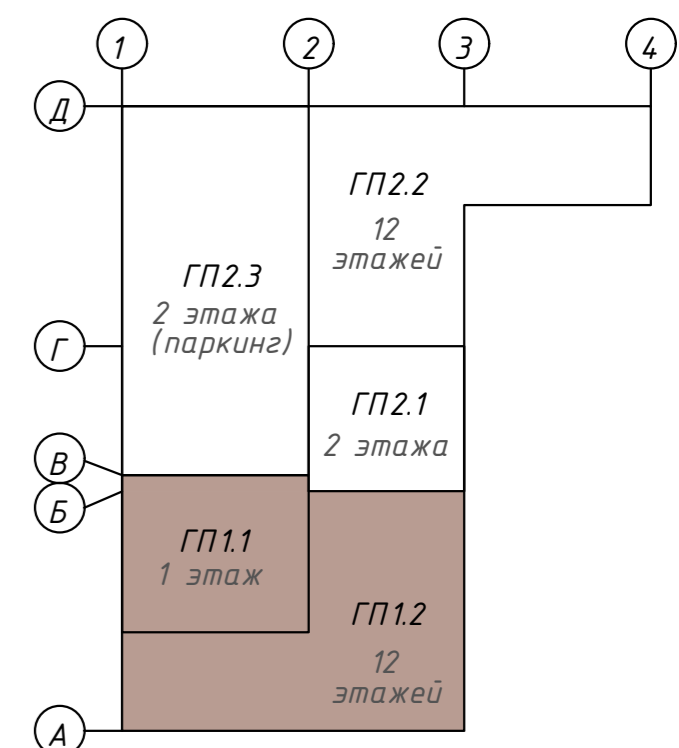 1 2 3 4
Д
ГП2.2
12
этажей
ГП2.3
2 этажа
(паркинг)
Г
ГП2.1
2 этажа
В
Б
ГП1.1
1 этаж
ГП1.2
12
этажей
А